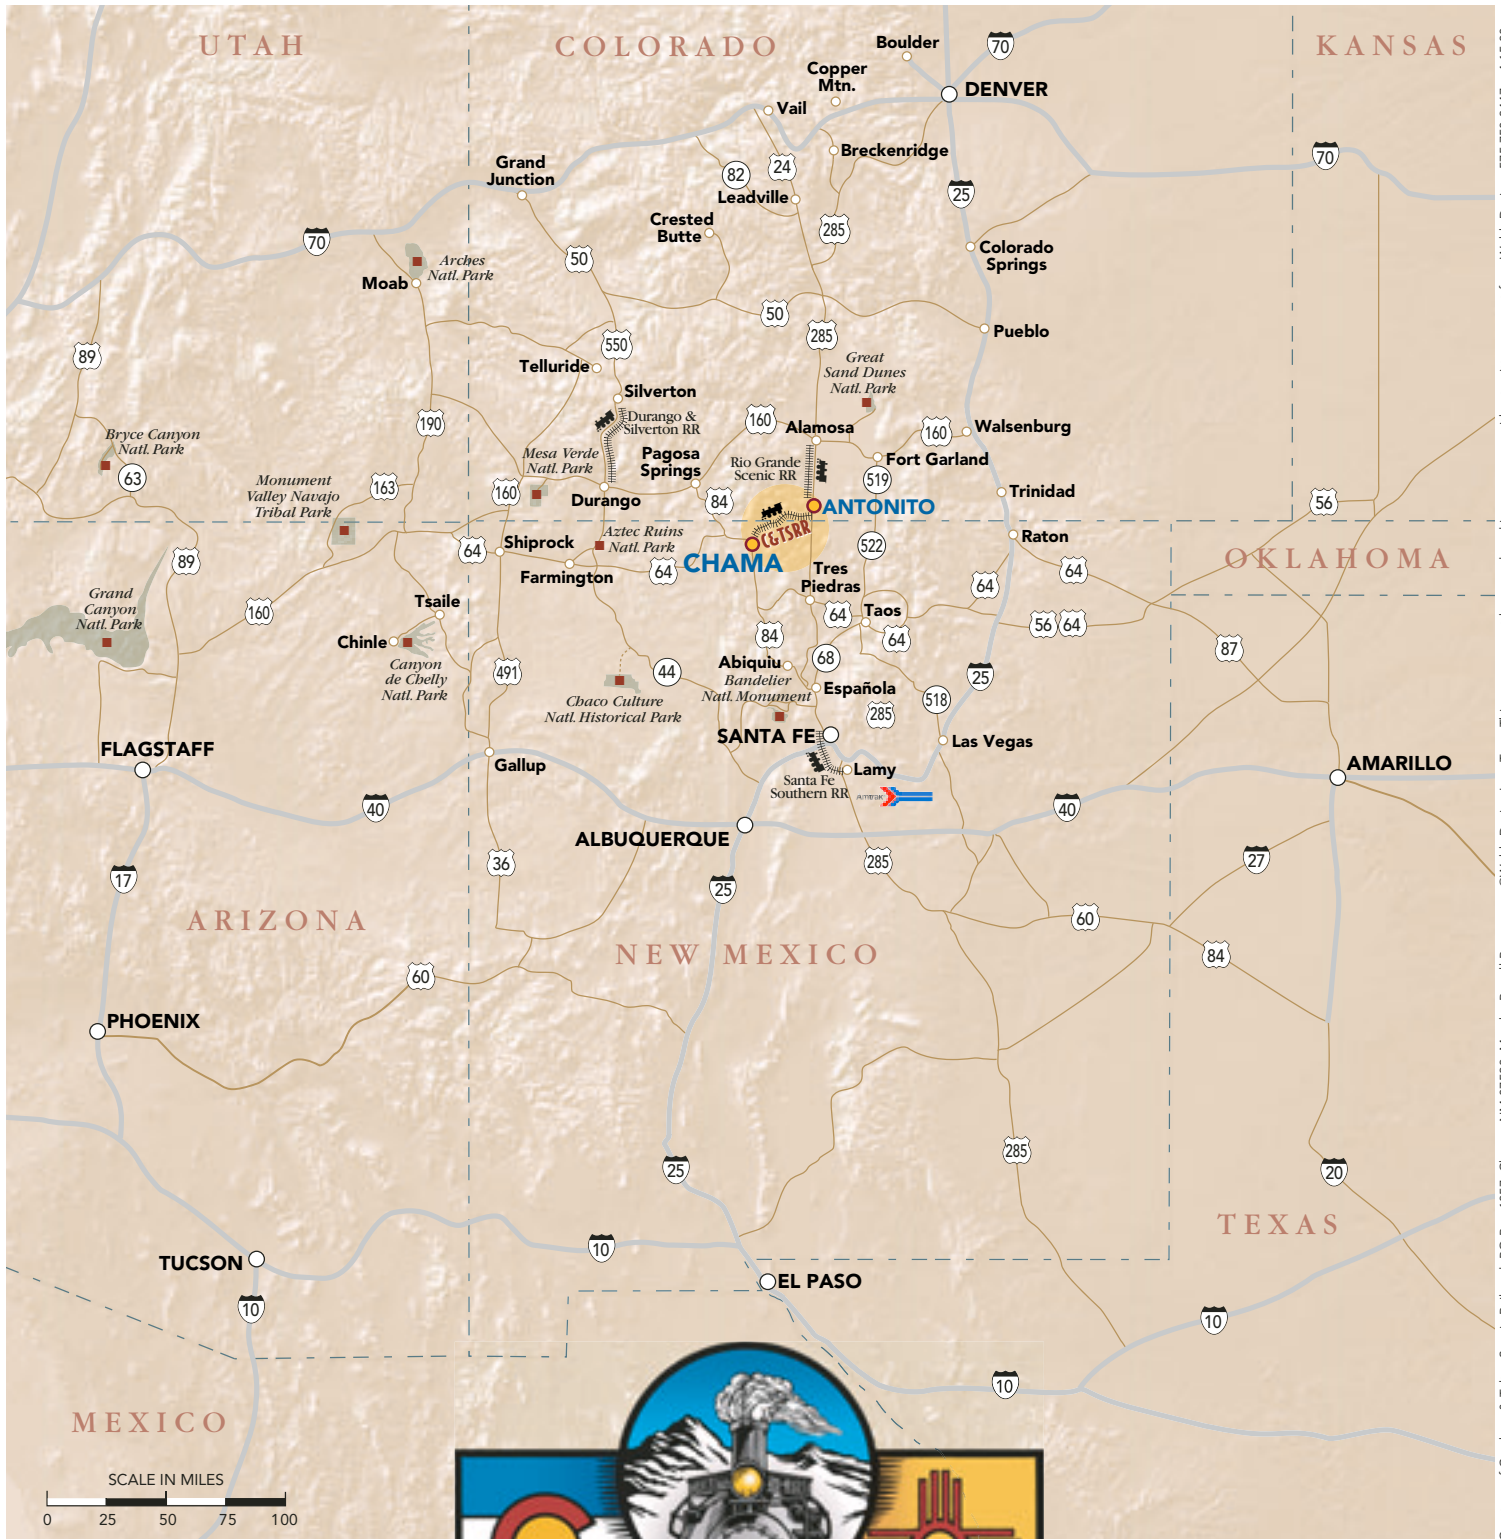 UTAH
COLORADO
KANSAS
Boulder
70
Copper
Mtn.
DENVER
Vail
Breckenridge
70
Grand
Junction
82
24
25
Leadville
Crested
Butte
285
70
Colorado
Springs
50
Arches
Natl. Park
Moab
50
Pueblo
285
89
550
Great
Sand Dunes
Natl. Park
Telluride
Silverton
190
Durango &
Silverton RR
160
Alamosa
160
Walsenburg
Bryce Canyon
Natl. Park
Mesa Verde
Natl. Park
Pagosa
Springs
Rio Grande
Scenic RR
Fort Garland
63
Monument
Valley Navajo
Tribal Park
163
160
Durango
84
519
Trinidad
56
ANTONITO
C&TSRR
Aztec Ruins
Natl. Park
Raton
64
Shiprock
522
CHAMA
OKLAHOMA
89
Farmington
64
Tres
Piedras
64
64
Grand
Canyon
Natl. Park
160
Tsaile
64
Taos
56
64
Chinle
84
64
87
Canyon
de Chelly
Natl. Park
491
44
Abiquiu
68
25
Bandelier
Natl. Monument
Española
518
Chaco Culture
Natl. Historical Park
285
SANTA FE
Las Vegas
FLAGSTAFF
Gallup
Lamy
AMARILLO
Santa Fe
Southern RR
AMTRAK
40
40
ALBUQUERQUE
36
285
27
17
25
ARIZONA
60
NEW MEXICO
84
60
PHOENIX
285
25
20
TEXAS
10
TUCSON
EL PASO
10
10
10
MEXICO
SCALE IN MILES
0 25 50 75 100